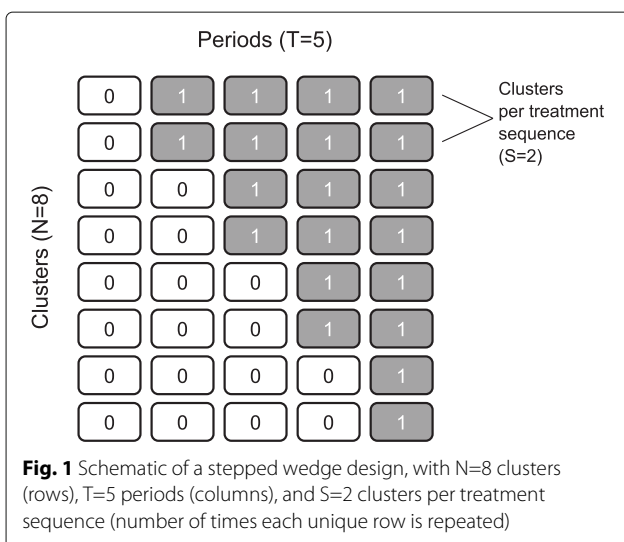 Periods (T=5)
0 1 1 1 1
0 1 1 1 1
0 0 1 1 1
0 0 1 1 1
0 0 0 1 1
0 0 0 1 1
0 0 0 0 1
0 0 0 0 1
Clusters (N=8)
Clusters
per treatment
sequence
(S=2)
Fig. 1 Schematic of a stepped wedge design, with N=8 clusters
(rows), T=5 periods (columns), and S=2 clusters per treatment
sequence (number of times each unique row is repeated)